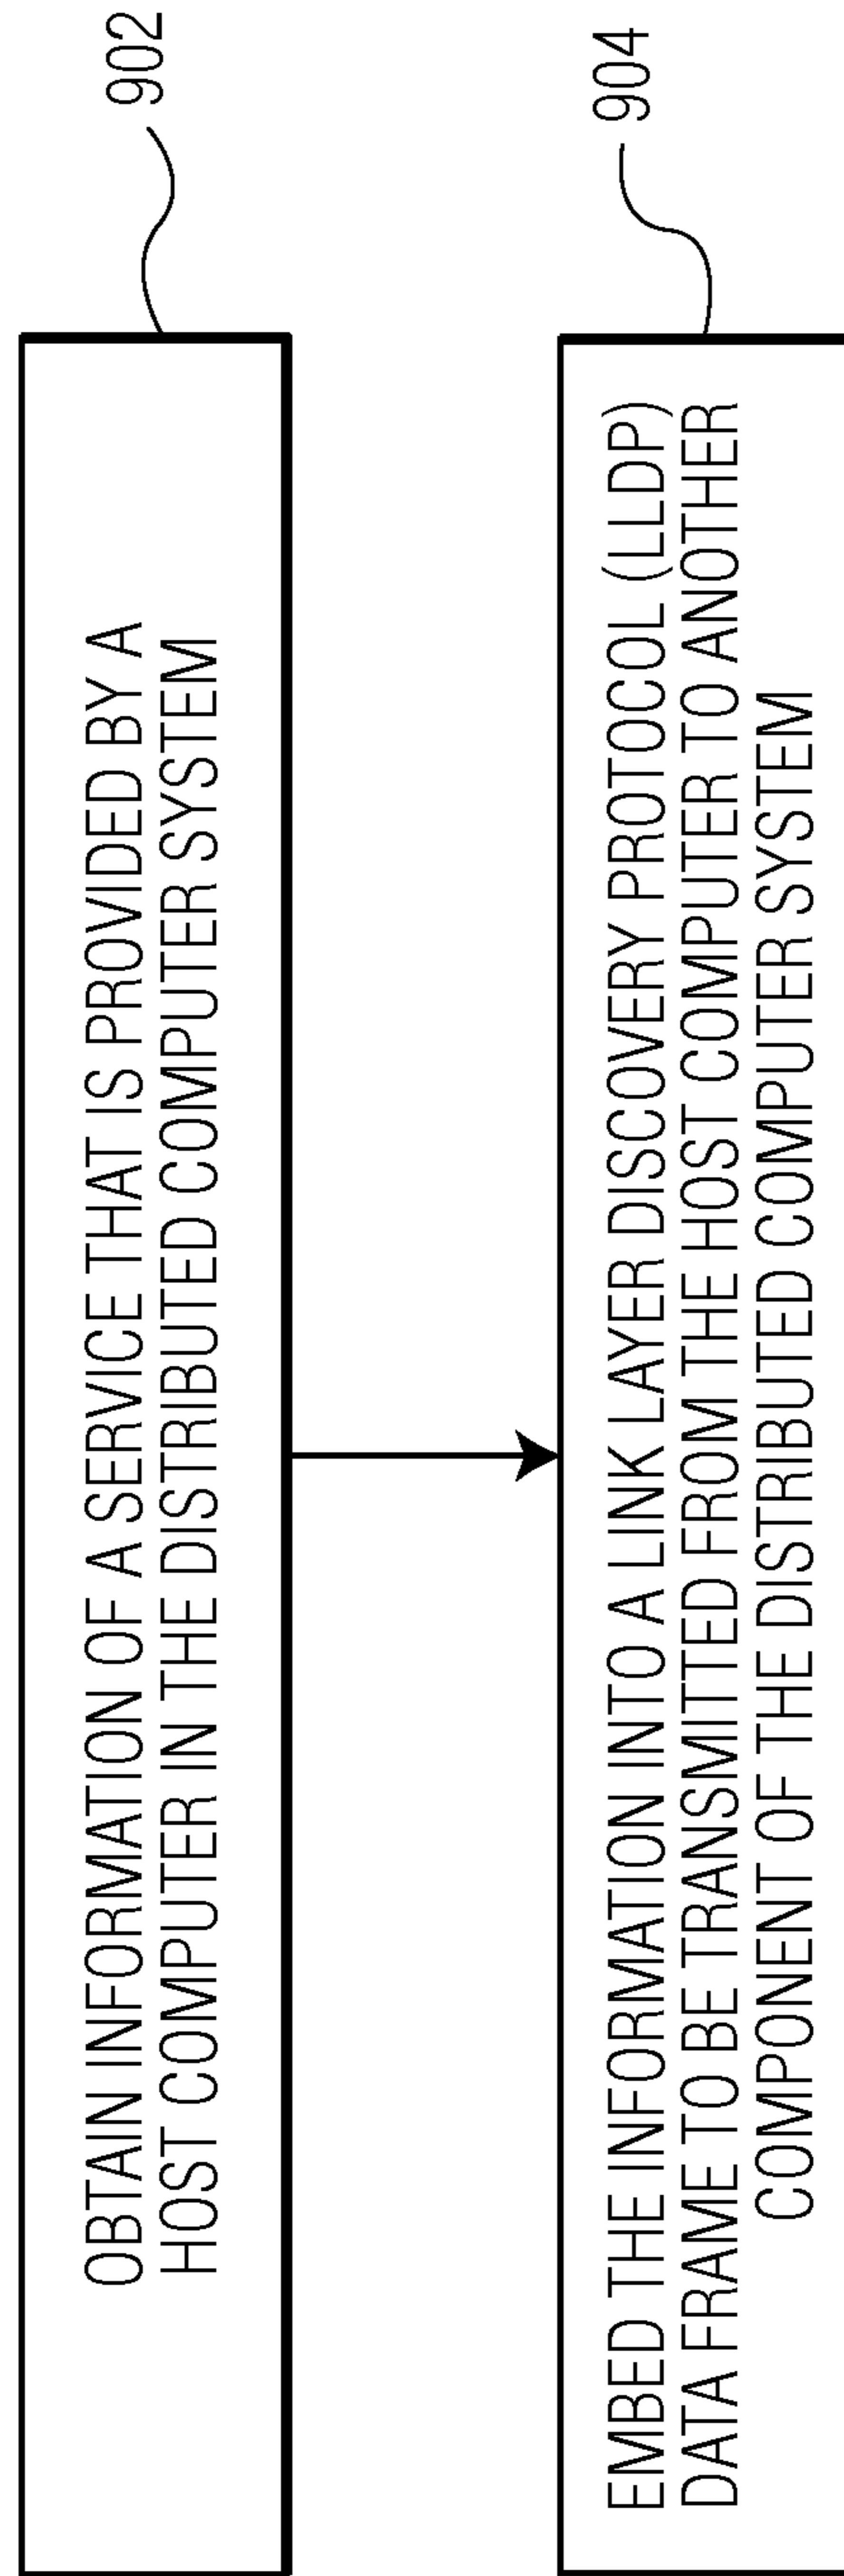 OBTAIN INFORMATION OF A SERVICE THAT IS PROVIDED BY A
HOST COMPUTER IN THE DISTRIBUTED COMPUTER SYSTEM
902
EMBED THE INFORMATION INTO A LINK LAYER DISCOVERY PROTOCOL (LLDP)
DATA FRAME TO BE TRANSMITTED FROM THE HOST COMPUTER TO ANOTHER
COMPONENT OF THE DISTRIBUTED COMPUTER SYSTEM
904